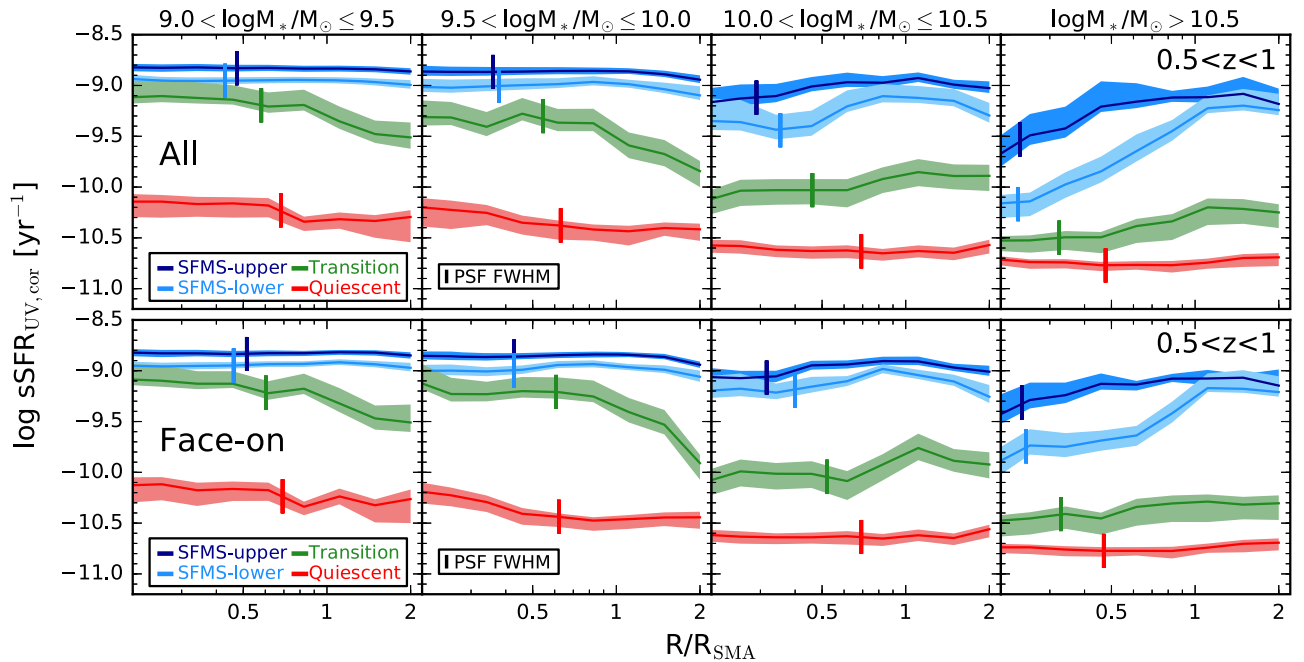 9.0 < logM∗/M⊙ ≤ 9.5
9.5 < logM∗/M⊙ ≤ 10.0
10.0 < logM∗/M⊙ ≤ 10.5
logM∗/M⊙ > 10.5
−8.5
−9.0
−9.5
−10.0
−10.5
−11.0
All
0.5<z<1
SFMS-upper
Transition
SFMS-lower
Quiescent
PSF FWHM
log sSFR_UV,cor [yr⁻¹]
−8.5
−9.0
−9.5
−10.0
−10.5
−11.0
Face-on
0.5<z<1
SFMS-upper
Transition
SFMS-lower
Quiescent
PSF FWHM
0.5 1 2
0.5 1 2
0.5 1 2
0.5 1 2
R/R_SMA